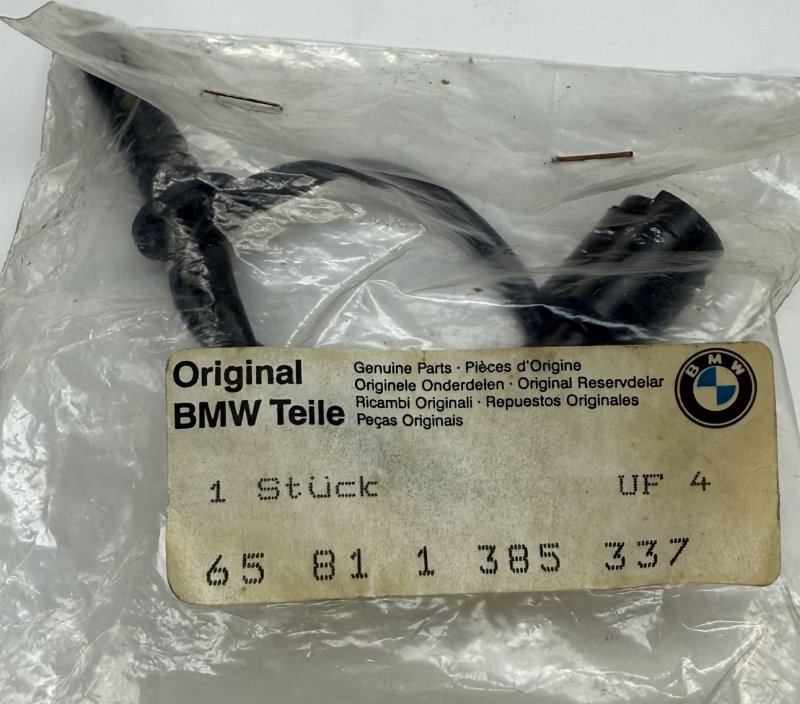 Original
BMW Teile
Genuine Parts · Pièces d'Origine
Originele Onderdelen · Original Reservdelar
Ricambi Originali · Repuestos Originales
Peças Originais
BMW
1 Stück UF 4
65 81 1 385 337